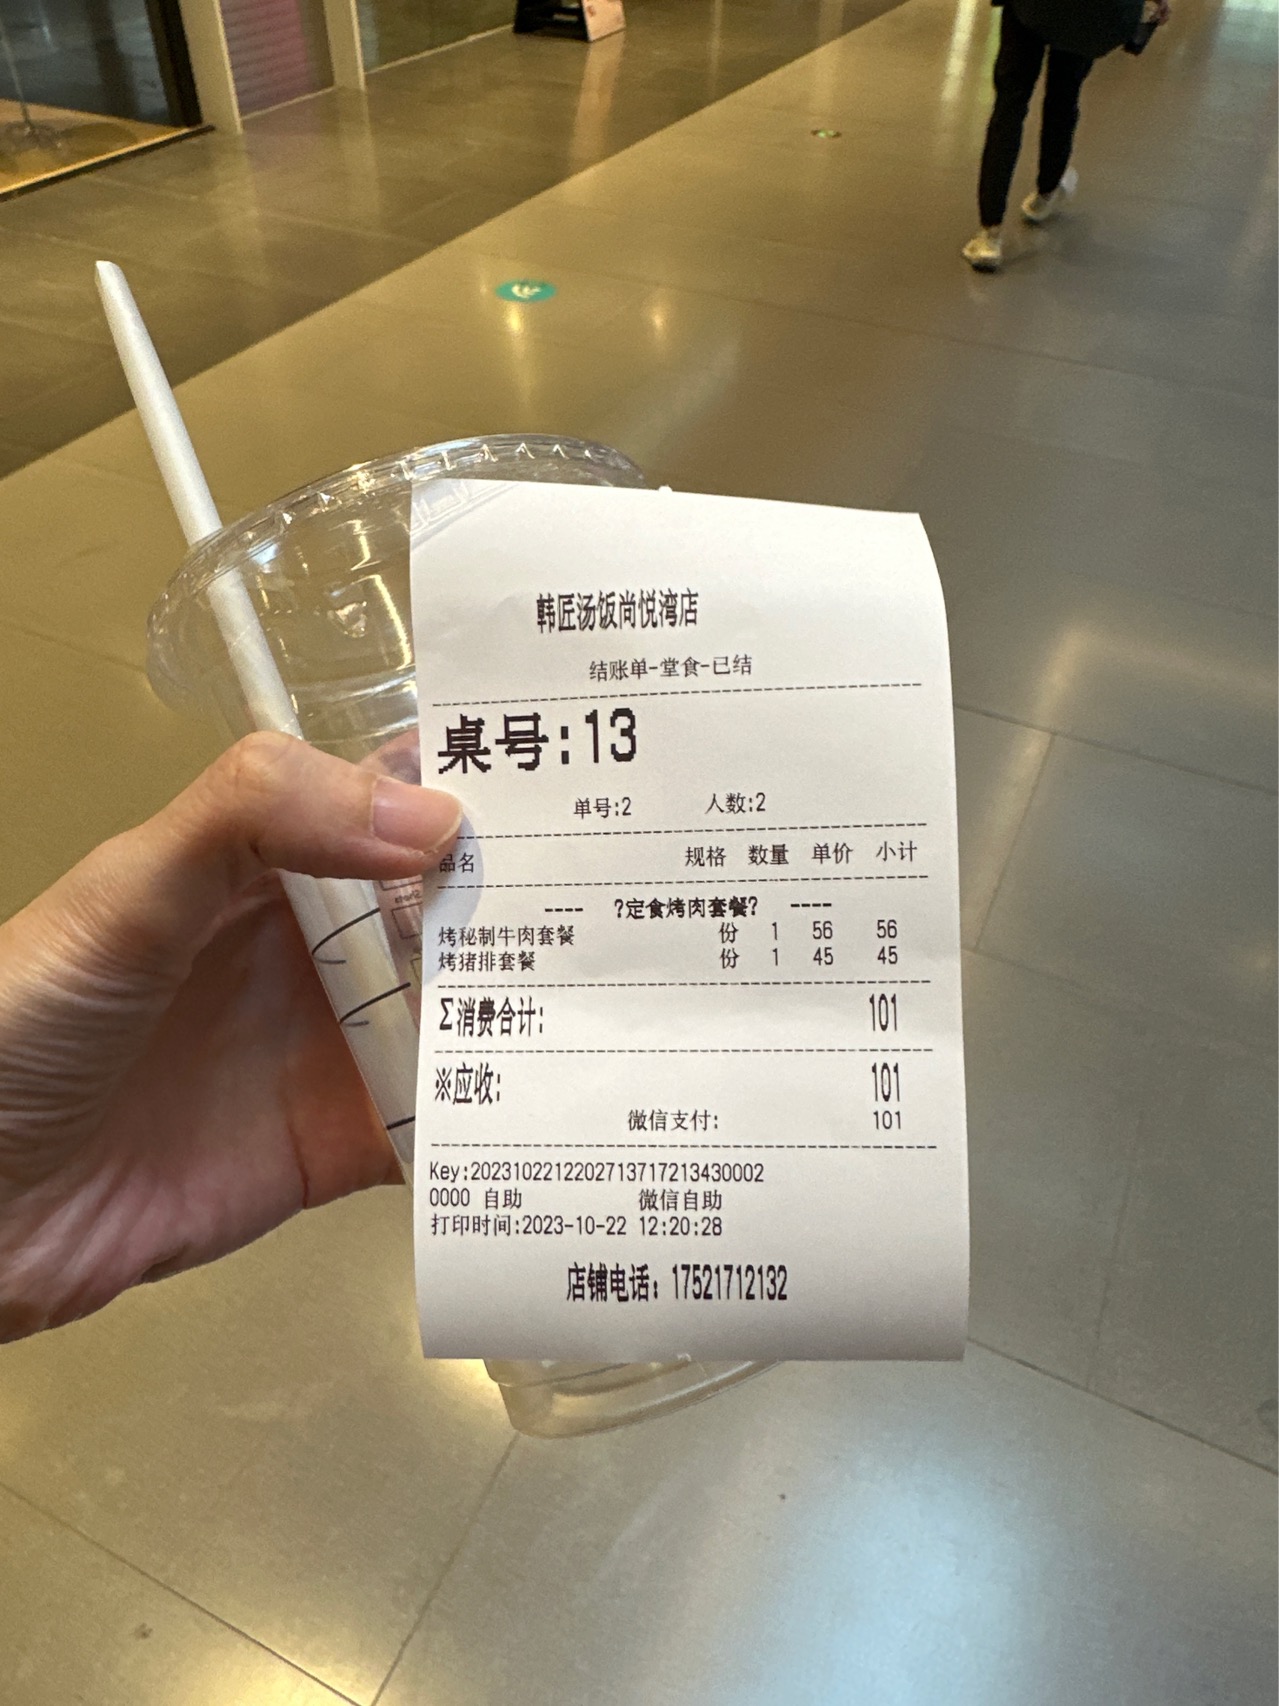 韩匠汤饭尚悦湾店
结账单-堂食-已结
桌号:13
单号:2 人数:2
品名 规格 数量 单价 小计
---- ?定食烤肉套餐? ----
烤秘制牛肉套餐 份 1 56 56
烤猪排套餐 份 1 45 45
Σ消费合计: 101
※应收: 101
微信支付: 101
Key:2023102212202713717213430002
0000 自助 微信自助
打印时间:2023-10-22 12:20:28
店铺电话: 17521712132